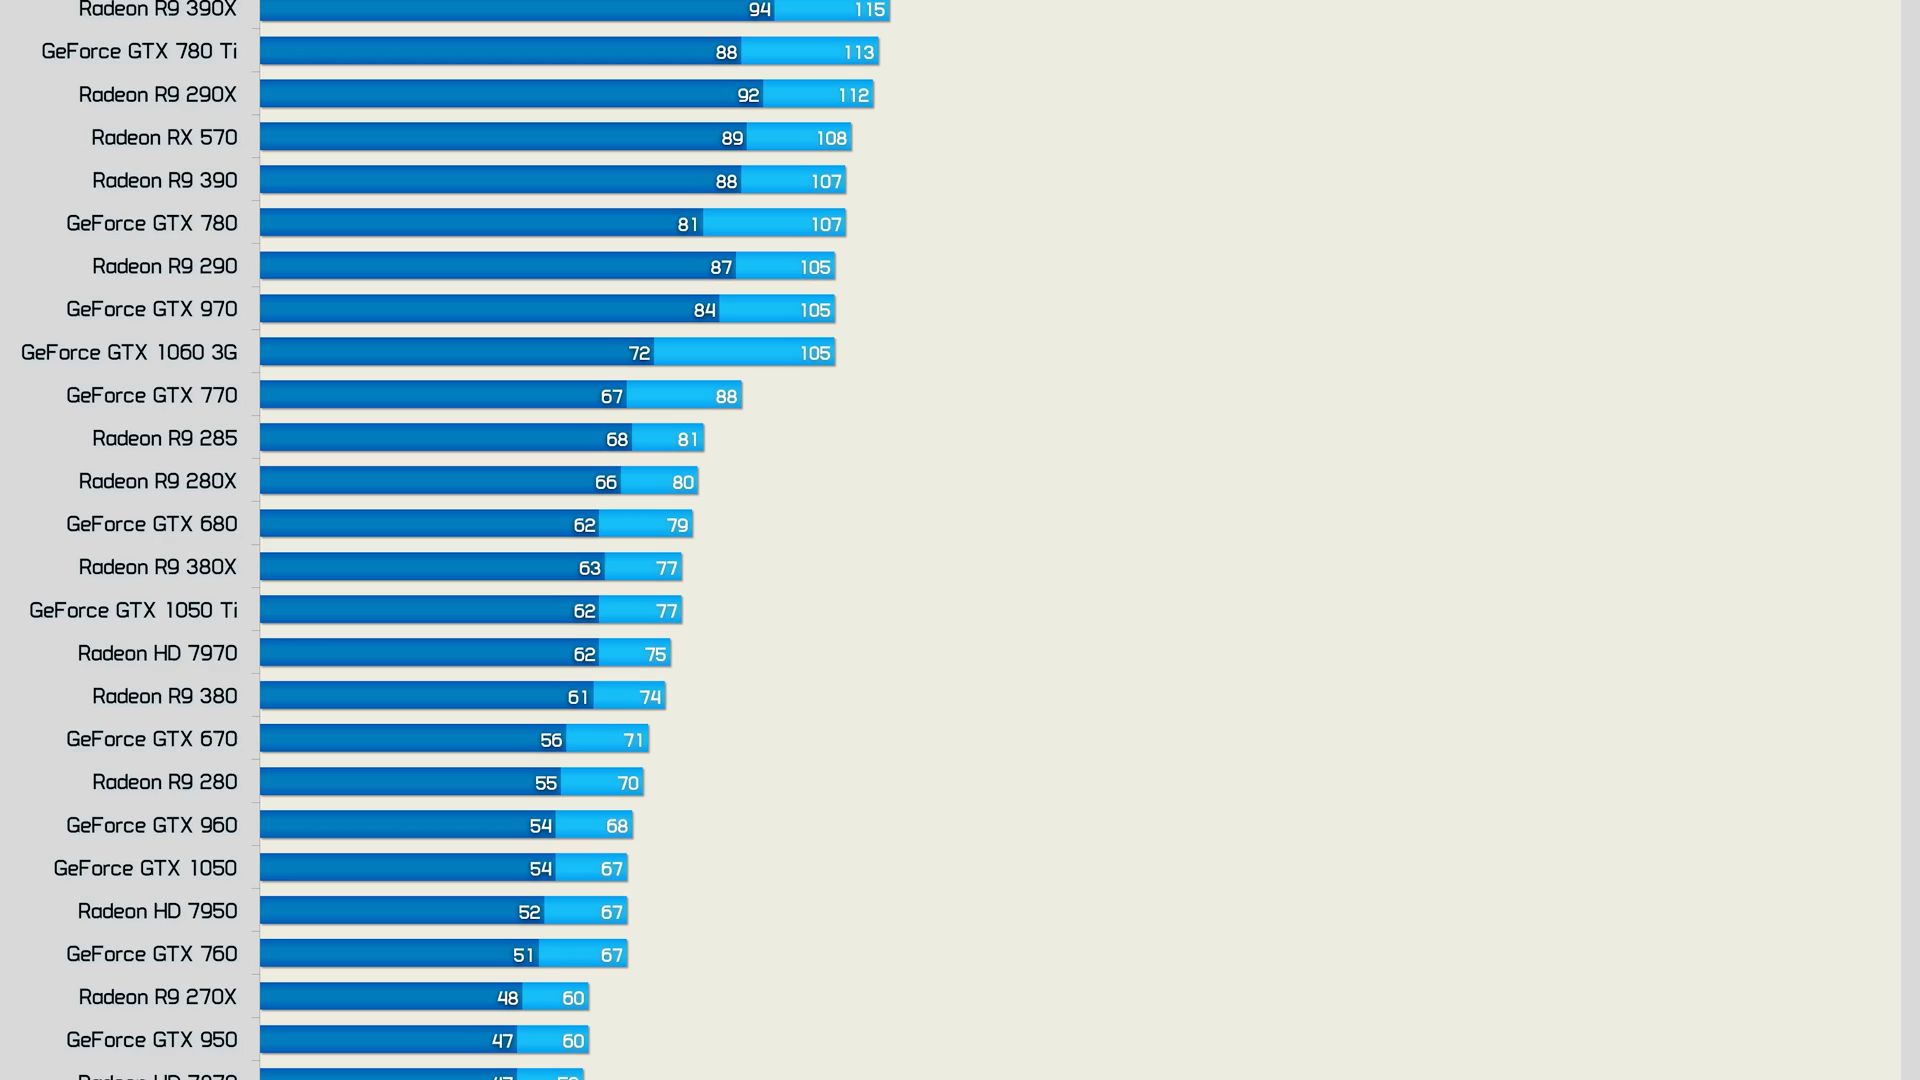 Radeon R9 390X 94 115
GeForce GTX 780 Ti 88 113
Radeon R9 290X 92 112
Radeon RX 570 89 108
Radeon R9 390 88 107
GeForce GTX 780 81 107
Radeon R9 290 87 105
GeForce GTX 970 84 105
GeForce GTX 1060 3G 72 105
GeForce GTX 770 67 88
Radeon R9 285 68 81
Radeon R9 280X 66 80
GeForce GTX 680 62 79
Radeon R9 380X 63 77
GeForce GTX 1050 Ti 62 77
Radeon HD 7970 62 75
Radeon R9 380 61 74
GeForce GTX 670 56 71
Radeon R9 280 55 70
GeForce GTX 960 54 68
GeForce GTX 1050 54 67
Radeon HD 7950 52 67
GeForce GTX 760 51 67
Radeon R9 270X 48 60
GeForce GTX 950 47 60
Radeon HD